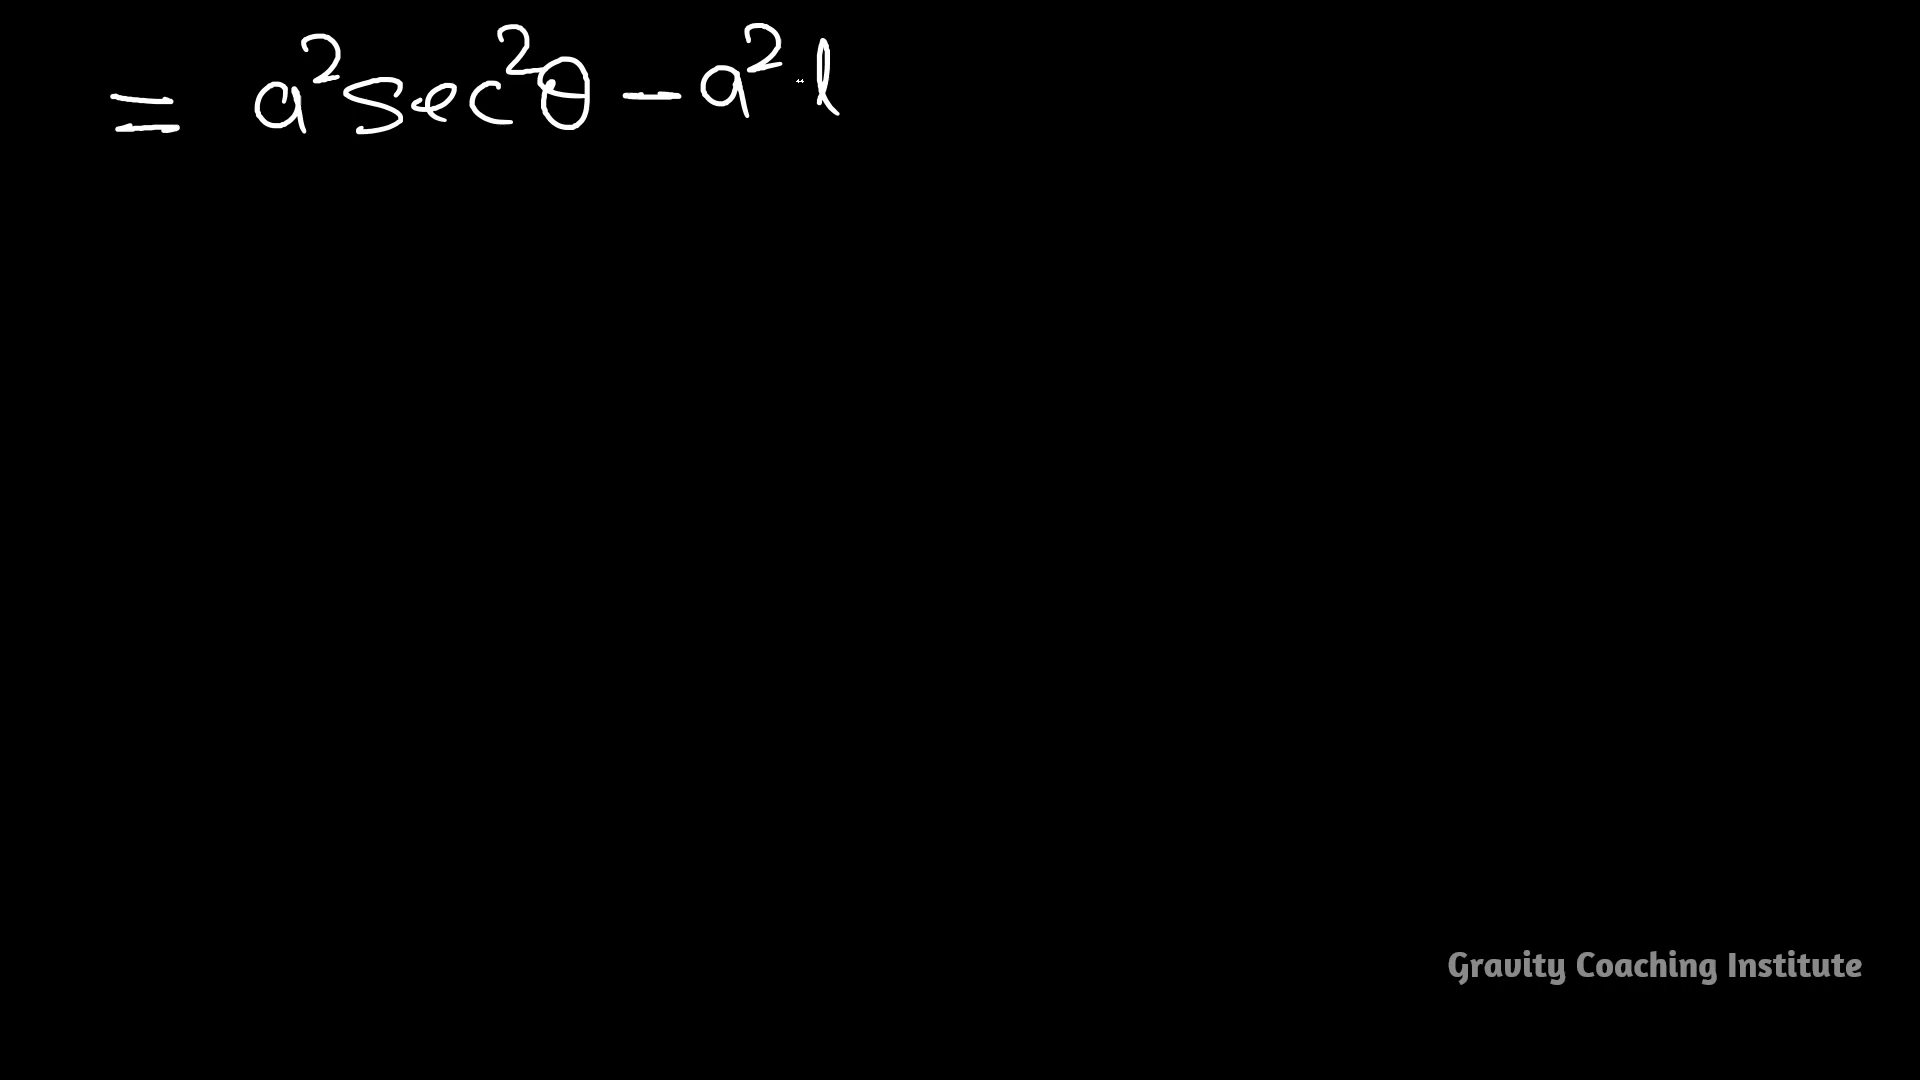 = a²sec²θ - a² l
Gravity Coaching Institute